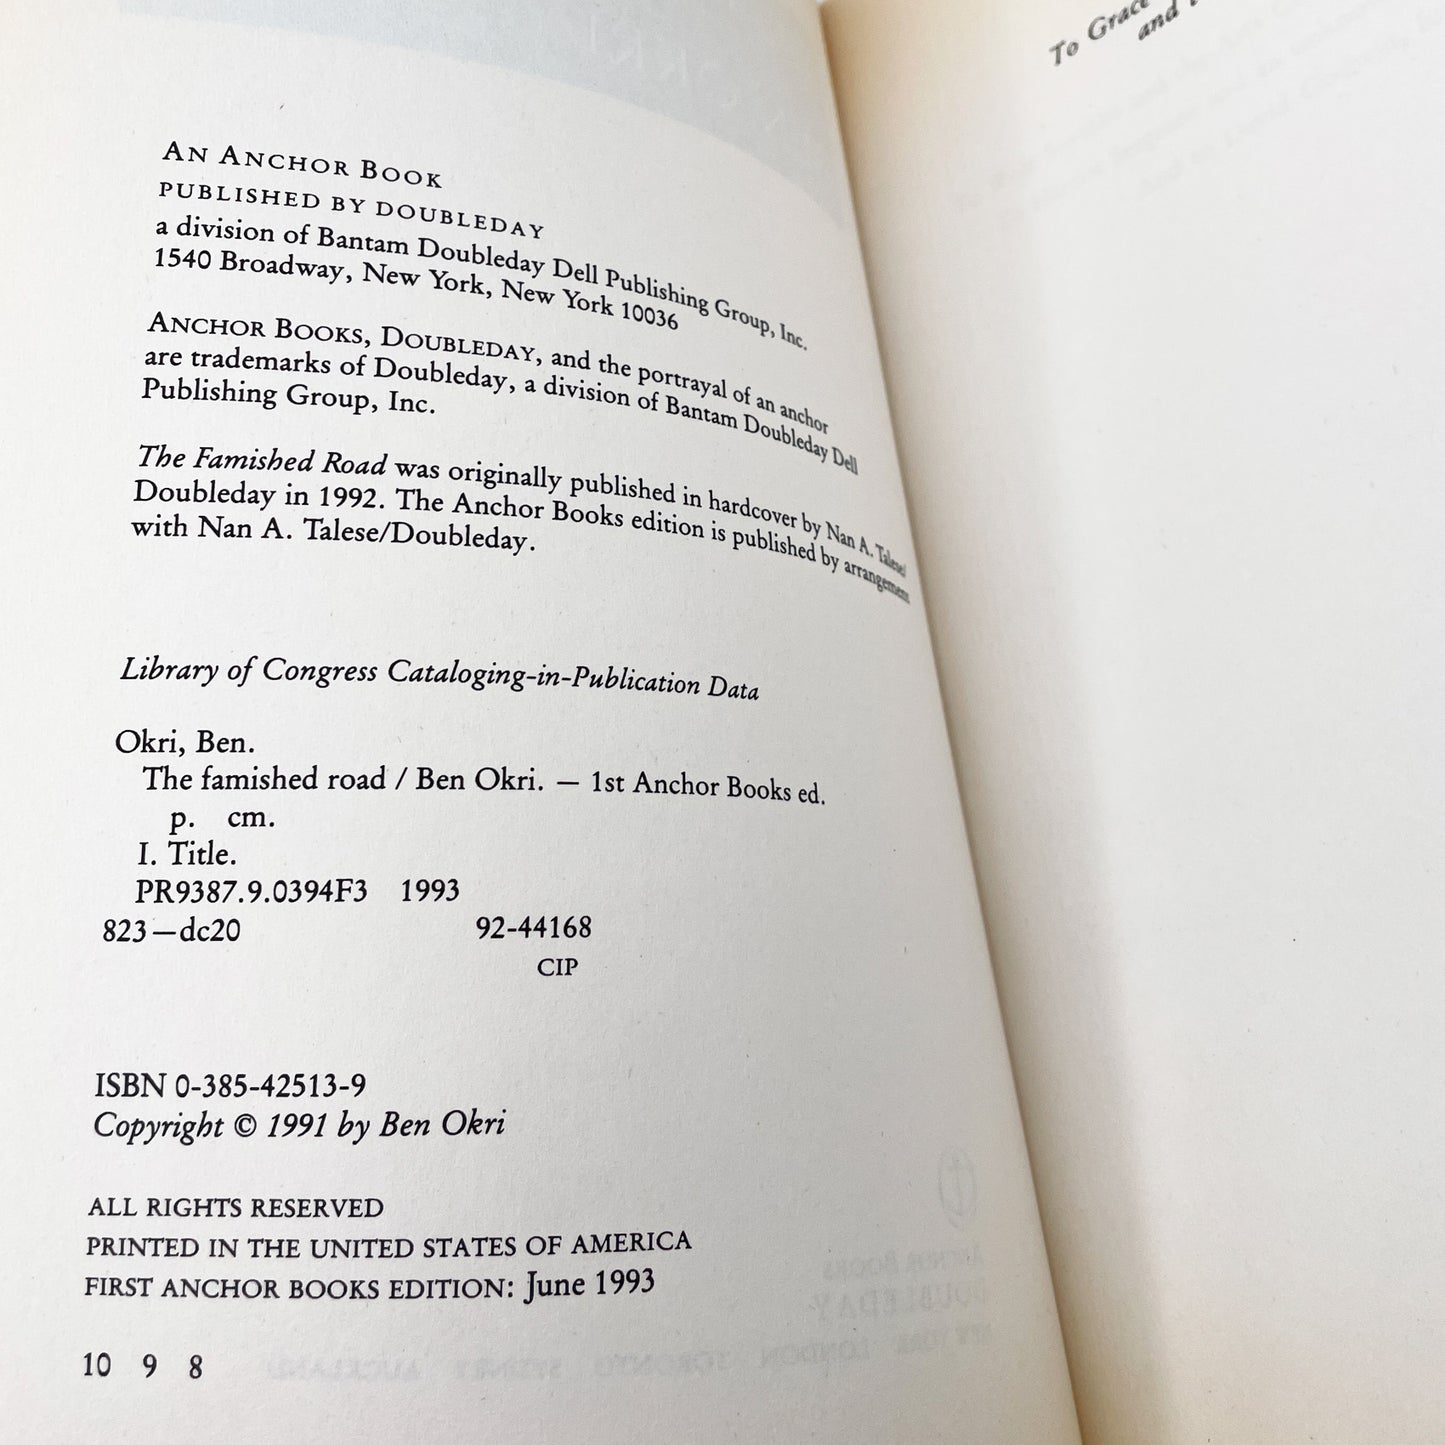 AN ANCHOR BOOK
PUBLISHED BY DOUBLEDAY
a division of Bantam Doubleday Dell Publishing Group, Inc.
1540 Broadway, New York, New York 10036
ANCHOR BOOKS, DOUBLEDAY, and the portrayal of an anchor
are trademarks of Doubleday, a division of Bantam Doubleday Dell
Publishing Group, Inc.
The Famished Road was originally published in hardcover by Nan A. Talese/
Doubleday in 1992. The Anchor Books edition is published by arrangement
with Nan A. Talese/Doubleday.
Library of Congress Cataloging-in-Publication Data
Okri, Ben.
The famished road / Ben Okri. — 1st Anchor Books ed.
p. cm.
I. Title.
PR9387.9.0394F3 1993
823—dc20 92-44168
CIP
ISBN 0-385-42513-9
Copyright © 1991 by Ben Okri
ALL RIGHTS RESERVED
PRINTED IN THE UNITED STATES OF AMERICA
FIRST ANCHOR BOOKS EDITION: June 1993
10 9 8
To Grace
and